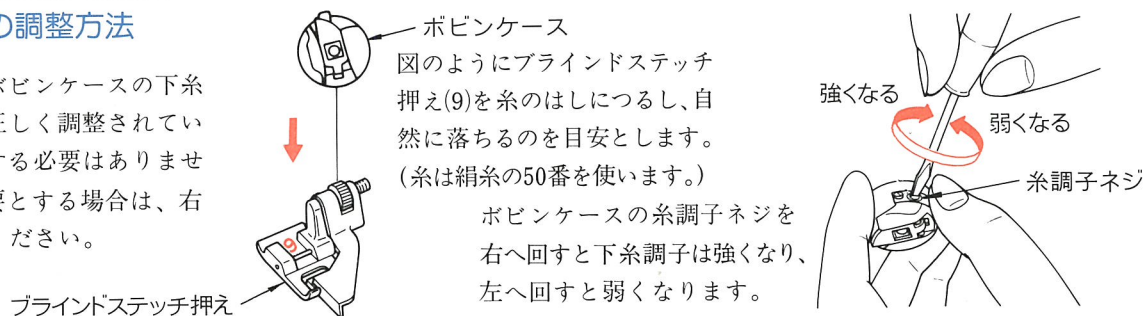 の調整方法
ボビンケースの下糸
正しく調整されてい
する必要はありませ
要とする場合は、右
ください。
ボビンケース
図のようにブラインドステッチ
押え(9)を糸のはしにつるし、自
然に落ちるのを目安とします。
(糸は絹糸の50番を使います。)
9
ブラインドステッチ押え
ボビンケースの糸調子ネジを
右へ回すと下糸調子は強くなり、
左へ回すと弱くなります。
強くなる
弱くなる
糸調子ネジ